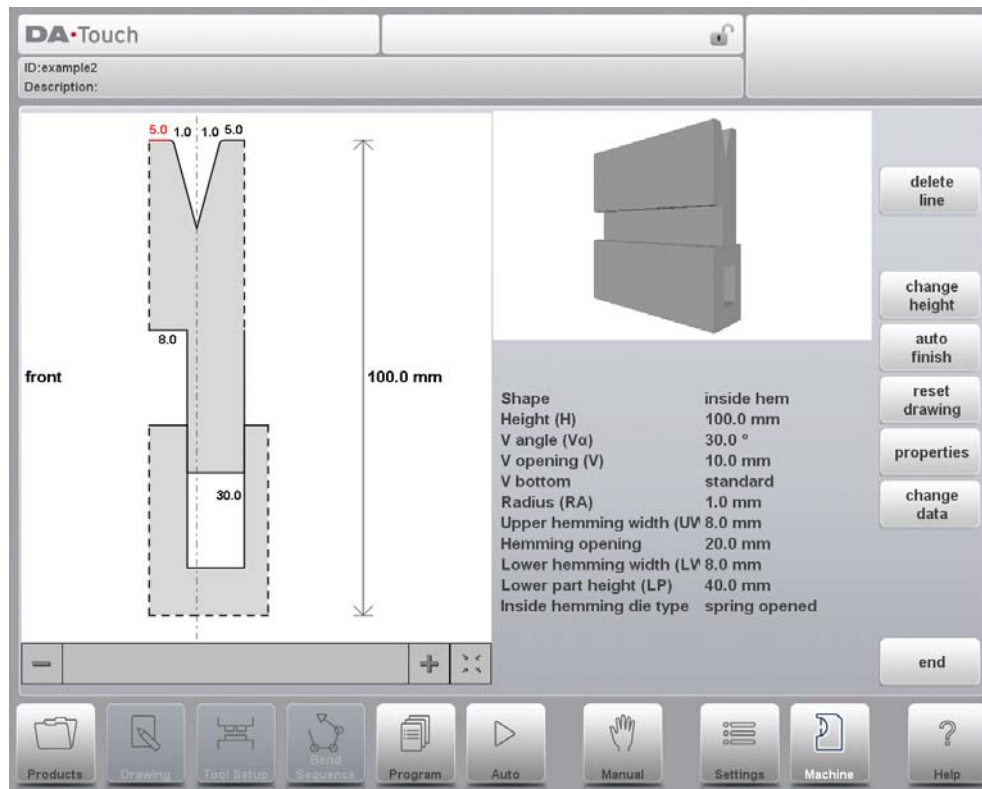 DA•Touch
ID:example2
Description:
5.0 1.0 1.0 5.0
8.0
front
100.0 mm
30.0
Shape inside hem
Height (H) 100.0 mm
V angle (Vα) 30.0 °
V opening (V) 10.0 mm
V bottom standard
Radius (RA) 1.0 mm
Upper hemming width (UW 8.0 mm
Hemming opening 20.0 mm
Lower hemming width (LW 8.0 mm
Lower part height (LP) 40.0 mm
Inside hemming die type spring opened
delete
line
change
height
auto
finish
reset
drawing
properties
change
data
end
Products
Drawing
Tool Setup
Bend
Sequence
Program
Auto
Manual
Settings
Machine
Help